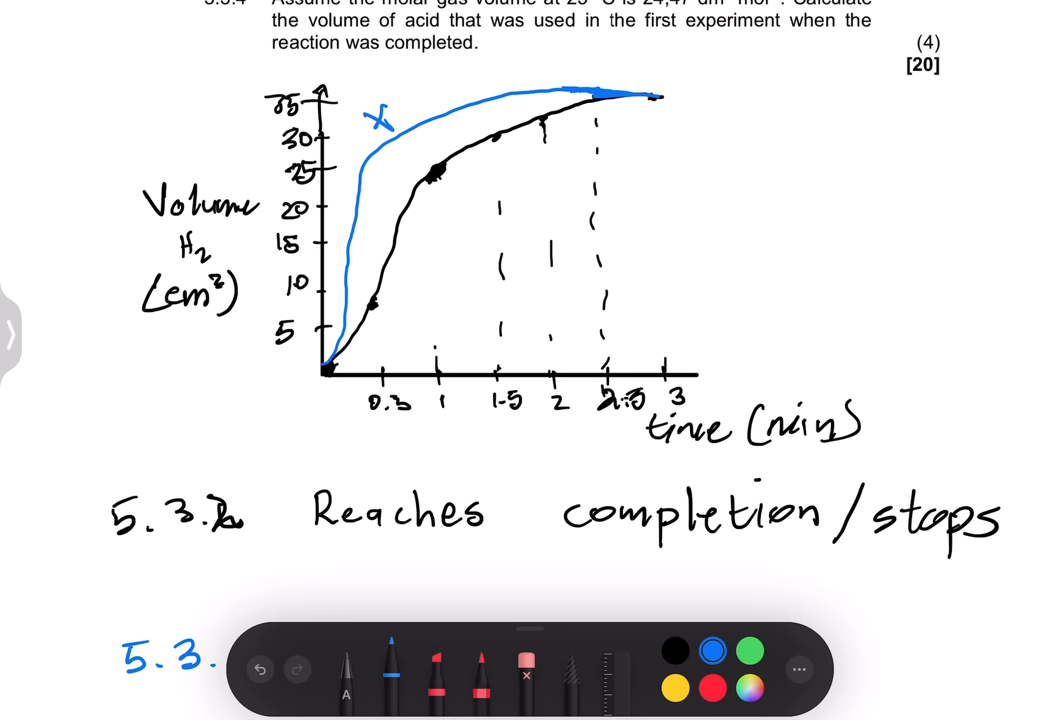 the volume of acid that was used in the first experiment when the
reaction was completed. (4)
[20]
X
35
30
25
20
15
10
5
Volume
H2
(cm³)
0.3 1 1.5 2 2.5 3
time (min)
5.3.2 Reaches completion/stops
5.3.
A